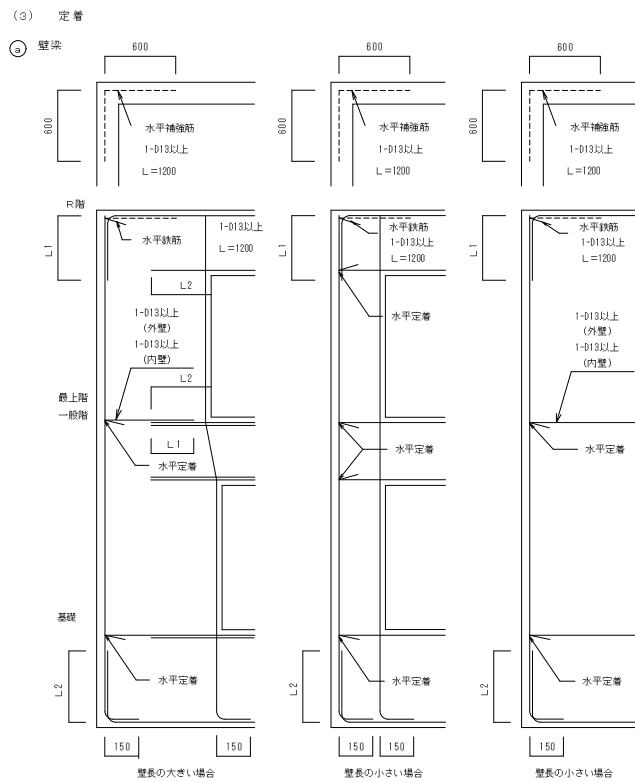 (3) 定着
ⓐ 壁梁
600
600
水平補強筋
1-D13以上
L=1200
R階
L1
水平鉄筋
1-D13以上
L=1200
L2
1-D13以上
(外壁)
1-D13以上
(内壁)
L2
最上階
一般階
L1
水平定着
基礎
L2
水平定着
150
150
壁長の大きい場合
600
600
水平補強筋
1-D13以上
L=1200
L1
水平鉄筋
1-D13以上
L=1200
水平定着
水平定着
L2
水平定着
150
150
壁長の小さい場合
600
600
水平補強筋
1-D13以上
L=1200
L1
水平鉄筋
1-D13以上
L=1200
1-D13以上
(外壁)
1-D13以上
(内壁)
水平定着
L2
水平定着
150
壁長の小さい場合